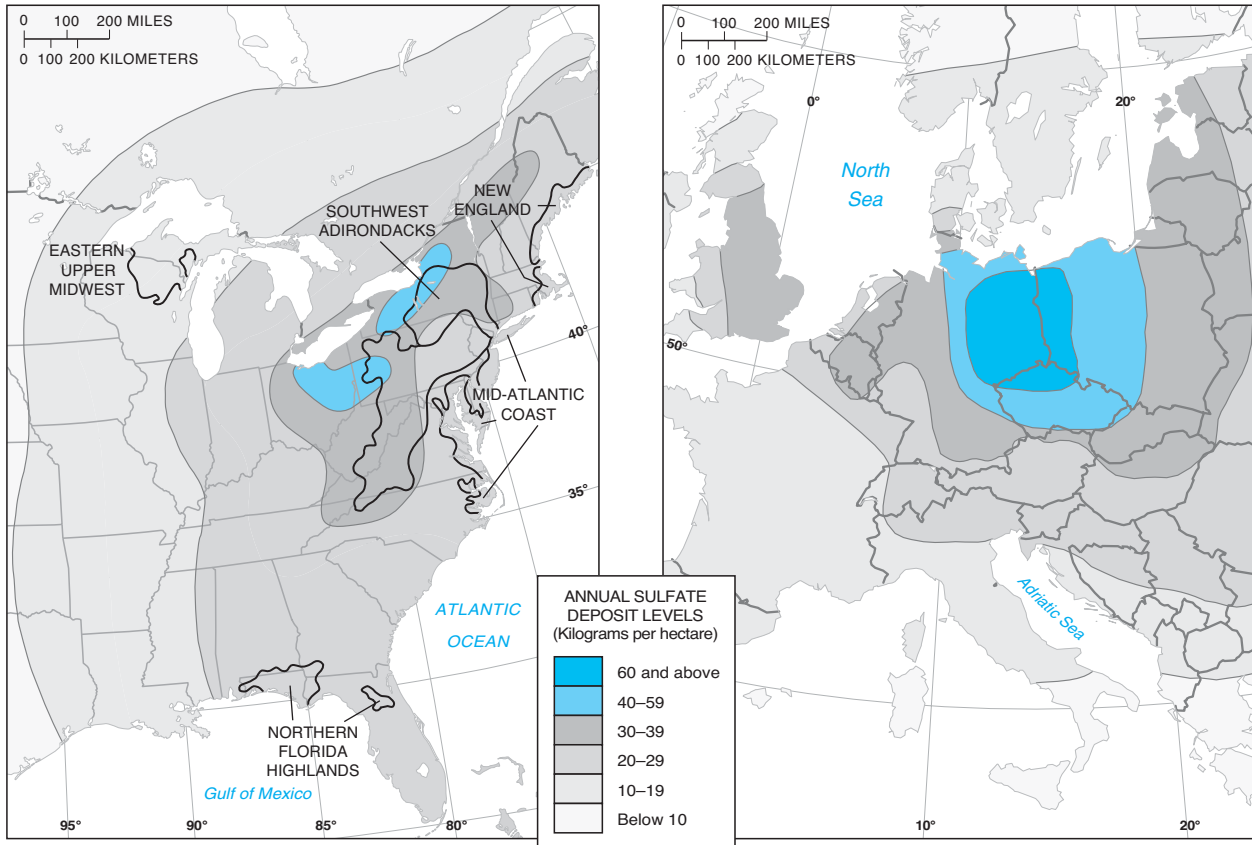 0 100 200 MILES
0 100 200 KILOMETERS
NEW
ENGLAND
SOUTHWEST
ADIRONDACKS
EASTERN
UPPER
MIDWEST
40°
MID-ATLANTIC
COAST
35°
ATLANTIC
OCEAN
NORTHERN
FLORIDA
HIGHLANDS
Gulf of Mexico
95°
90°
85°
80°
0 100 200 MILES
0 100 200 KILOMETERS
0°
20°
North
Sea
50°
Adriatic Sea
10°
20°
ANNUAL SULFATE
DEPOSIT LEVELS
(Kilograms per hectare)
60 and above
40–59
30–39
20–29
10–19
Below 10